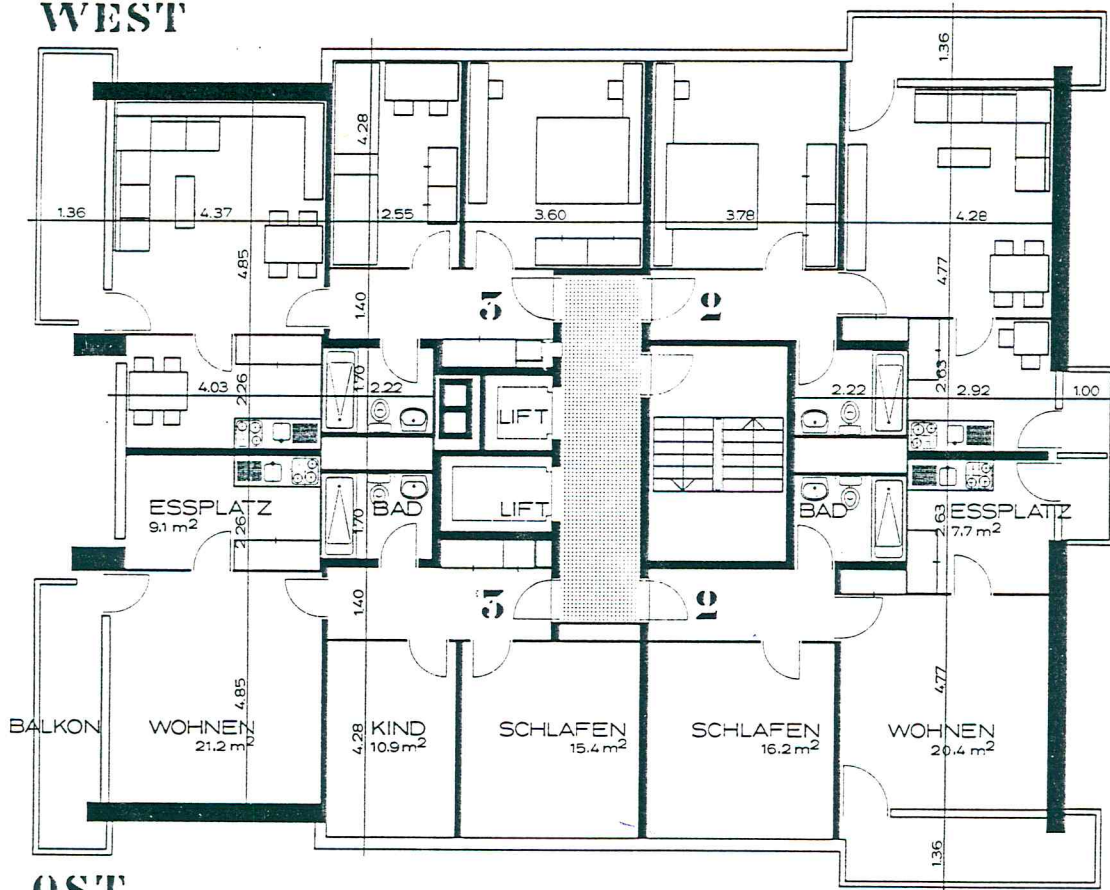 WEST
1.36
4.28
1.36
4.37
2.55
3.60
3.78
4.28
4.85
4.77
1.40
3
2
4.03
2.26
1.70
2.22
LIFT
2.22
2.63
2.92
1.00
ESSPLATZ
9.1 m²
2.26
1.70
BAD
LIFT
BAD
2.63
ESSPLATZ
7.7 m²
1.40
3
2
BALKON
WOHNEN
21.2 m²
4.85
KIND
10.9 m²
4.28
SCHLAFEN
15.4 m²
SCHLAFEN
16.2 m²
WOHNEN
20.4 m²
4.77
1.36
OST